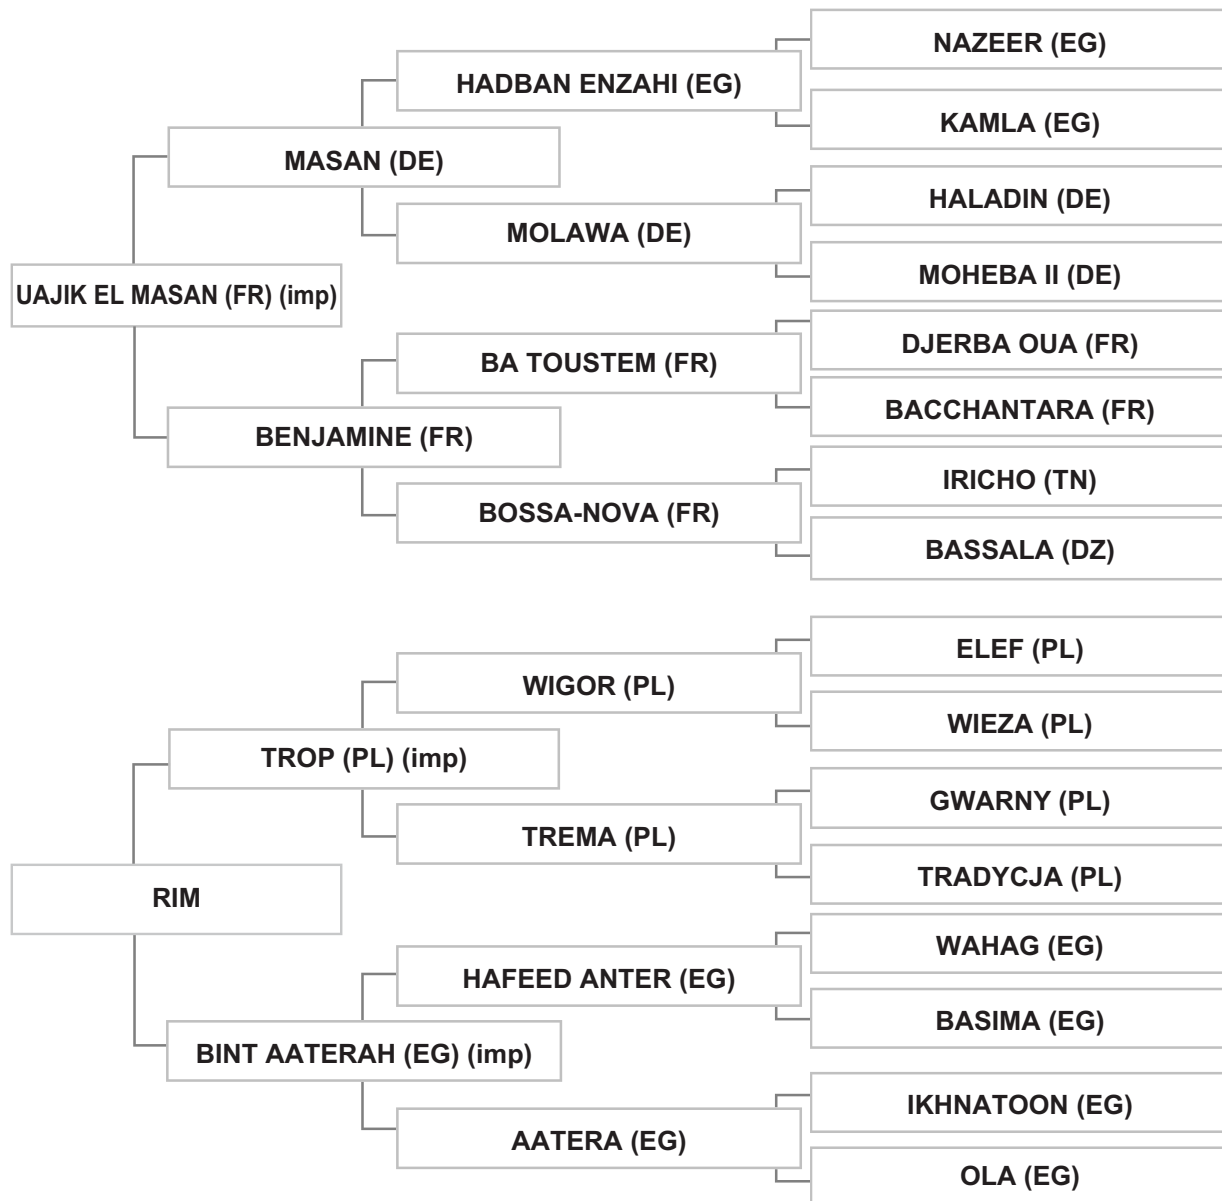 NAZEER (EG)
HADBAN ENZAHI (EG)
KAMLA (EG)
MASAN (DE)
HALADIN (DE)
MOLAWA (DE)
MOHEBA II (DE)
UAJIK EL MASAN (FR) (imp)
DJERBA OUA (FR)
BA TOUSTEM (FR)
BACCHANTARA (FR)
BENJAMINE (FR)
IRICHO (TN)
BOSSA-NOVA (FR)
BASSALA (DZ)
ELEF (PL)
WIGOR (PL)
WIEZA (PL)
TROP (PL) (imp)
GWARNY (PL)
TREMA (PL)
TRADYCJA (PL)
RIM
WAHAG (EG)
HAFEED ANTER (EG)
BASIMA (EG)
BINT AATERAH (EG) (imp)
IKHNATOON (EG)
AATERA (EG)
OLA (EG)